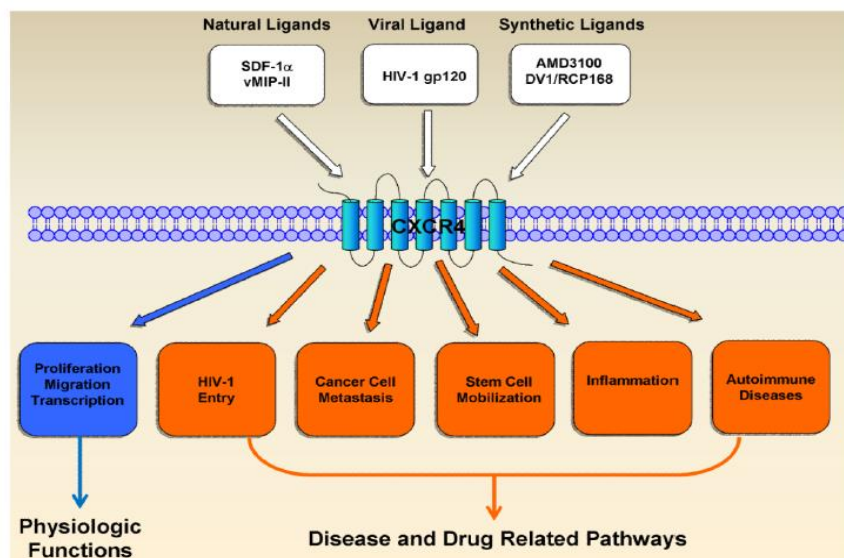 Natural Ligands
Viral Ligand
Synthetic Ligands
SDF-1α
vMIP-II
HIV-1 gp120
AMD3100
DV1/RCP168
CXCR4
Proliferation
Migration
Transcription
HIV-1
Entry
Cancer Cell
Metastasis
Stem Cell
Mobilization
Inflammation
Autoimmune
Diseases
Physiologic
Functions
Disease and Drug Related Pathways